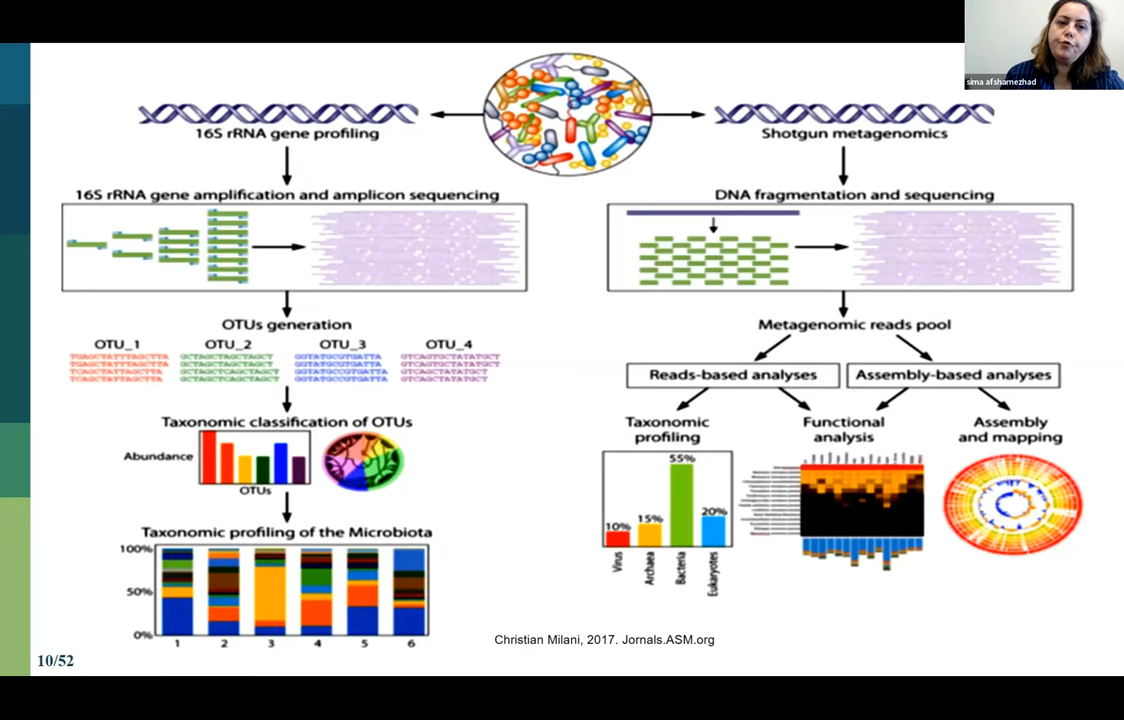 sima afsharnezhad
16S rRNA gene profiling
Shotgun metagenomics
16S rRNA gene amplification and amplicon sequencing
DNA fragmentation and sequencing
OTUs generation
OTU_1 OTU_2 OTU_3 OTU_4
Metagenomic reads pool
Reads-based analyses
Assembly-based analyses
Taxonomic classification of OTUs
Abundance
OTUs
Taxonomic
profiling
Functional
analysis
Assembly
and mapping
10% 15% 55% 20%
Virus Archaea Bacteria Eukaryotes
Taxonomic profiling of the Microbiota
100%
50%
0%
1 2 3 4 5 6
Christian Milani, 2017. Jornals.ASM.org
10/52